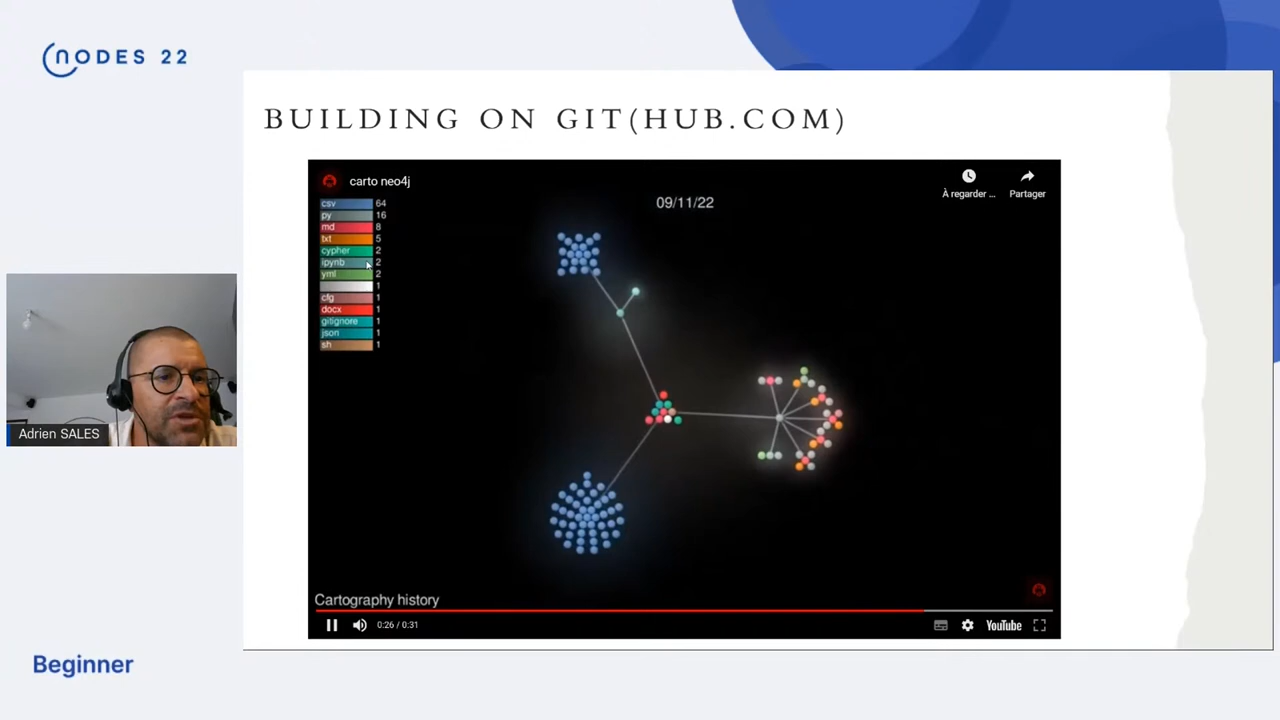 NODES 22
BUILDING ON GIT(HUB.COM)
carto neo4j
À regarder ...
Partager
09/11/22
csv 64
py 16
md 8
txt 5
cypher 2
ipynb 2
yml 2
1
cfg 1
docx 1
gitignore 1
json 1
sh 1
Adrien SALES
Cartography history
0:26 / 0:31
YouTube
Beginner